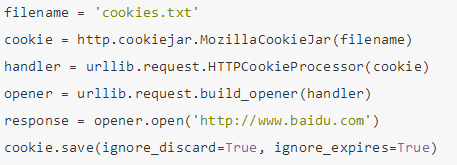 filename = 'cookies.txt'
cookie = http.cookiejar.MozillaCookieJar(filename)
handler = urllib.request.HTTPCookieProcessor(cookie)
opener = urllib.request.build_opener(handler)
response = opener.open('http://www.baidu.com')
cookie.save(ignore_discard=True, ignore_expires=True)